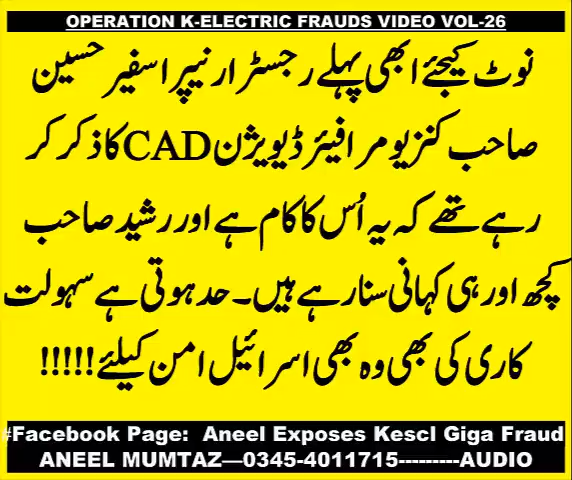 OPERATION K-ELECTRIC FRAUDS VIDEO VOL-26
نوٹ کیجئے ابھی پہلے رجسٹرار نیپرا سفیر حسین
صاحب کنزیومر افیئر ڈیویژن CAD کا ذکر کر
رہے تھے کہ یہ اُس کا کام ہے اور رشید صاحب
کچھ اور ہی کہانی سنا رہے ہیں۔ حد ہوتی ہے سہولت
کاری کی بھی وہ بھی اسرائیل امن کیلئے!!!!!
#Facebook Page: Aneel Exposes Kescl Giga Fraud
ANEEL MUMTAZ—0345-4011715---------AUDIO